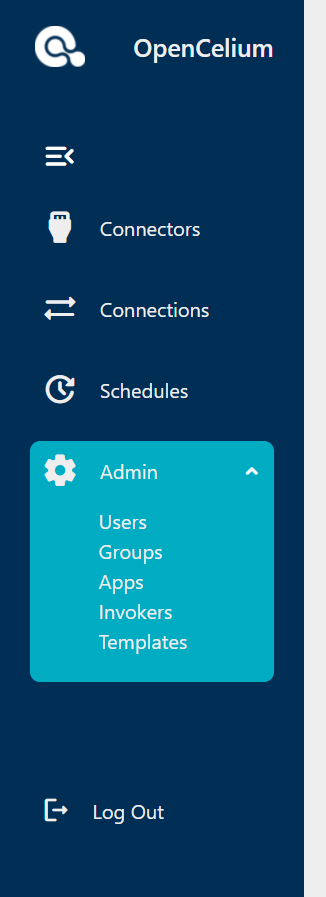 OpenCelium
Connectors
Connections
Schedules
Admin
Users
Groups
Apps
Invokers
Templates
Log Out